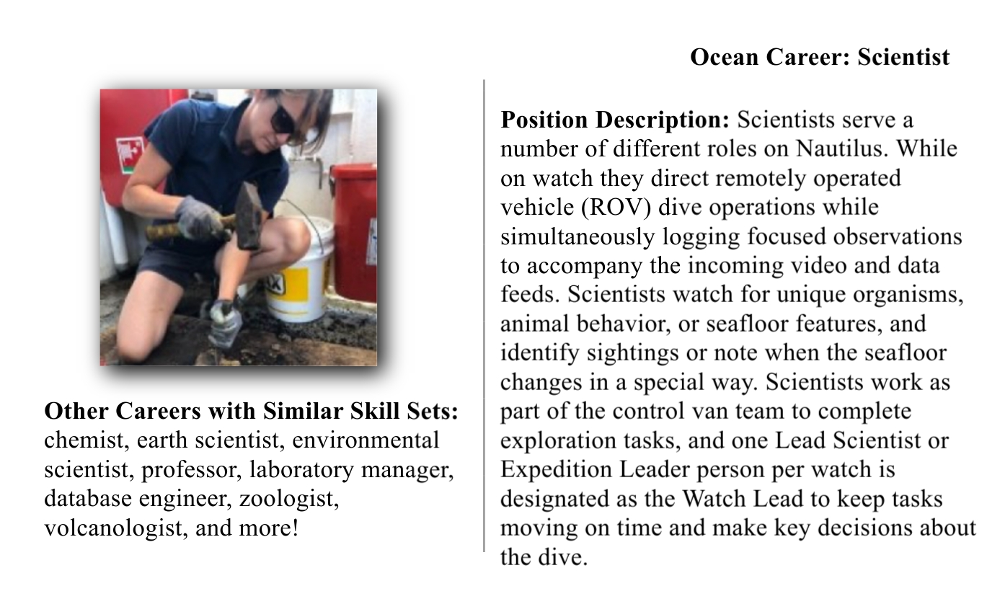 Ocean Career: Scientist
Other Careers with Similar Skill Sets:
chemist, earth scientist, environmental
scientist, professor, laboratory manager,
database engineer, zoologist,
volcanologist, and more!
Position Description: Scientists serve a
number of different roles on Nautilus. While
on watch they direct remotely operated
vehicle (ROV) dive operations while
simultaneously logging focused observations
to accompany the incoming video and data
feeds. Scientists watch for unique organisms,
animal behavior, or seafloor features, and
identify sightings or note when the seafloor
changes in a special way. Scientists work as
part of the control van team to complete
exploration tasks, and one Lead Scientist or
Expedition Leader person per watch is
designated as the Watch Lead to keep tasks
moving on time and make key decisions about
the dive.